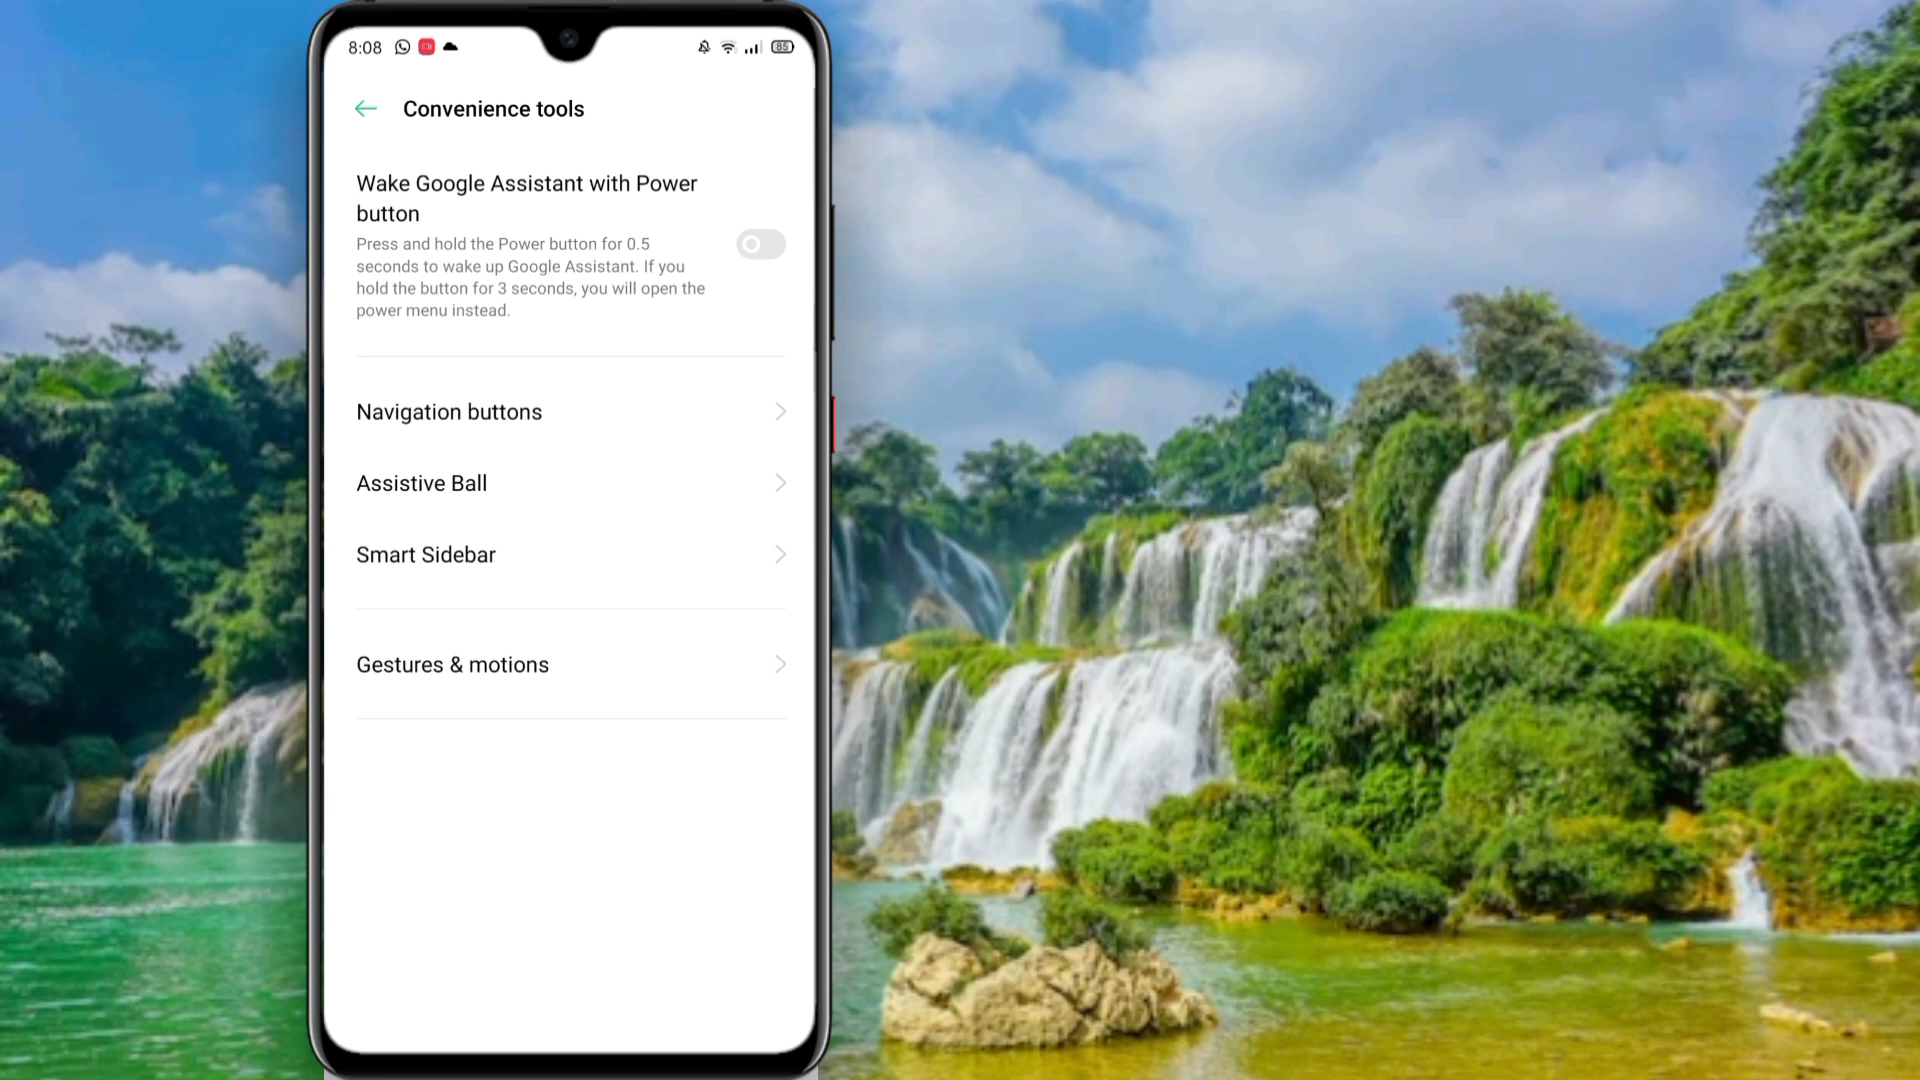 8:08
85
Convenience tools
Wake Google Assistant with Power
button
Press and hold the Power button for 0.5
seconds to wake up Google Assistant. If you
hold the button for 3 seconds, you will open the
power menu instead.
Navigation buttons
Assistive Ball
Smart Sidebar
Gestures & motions